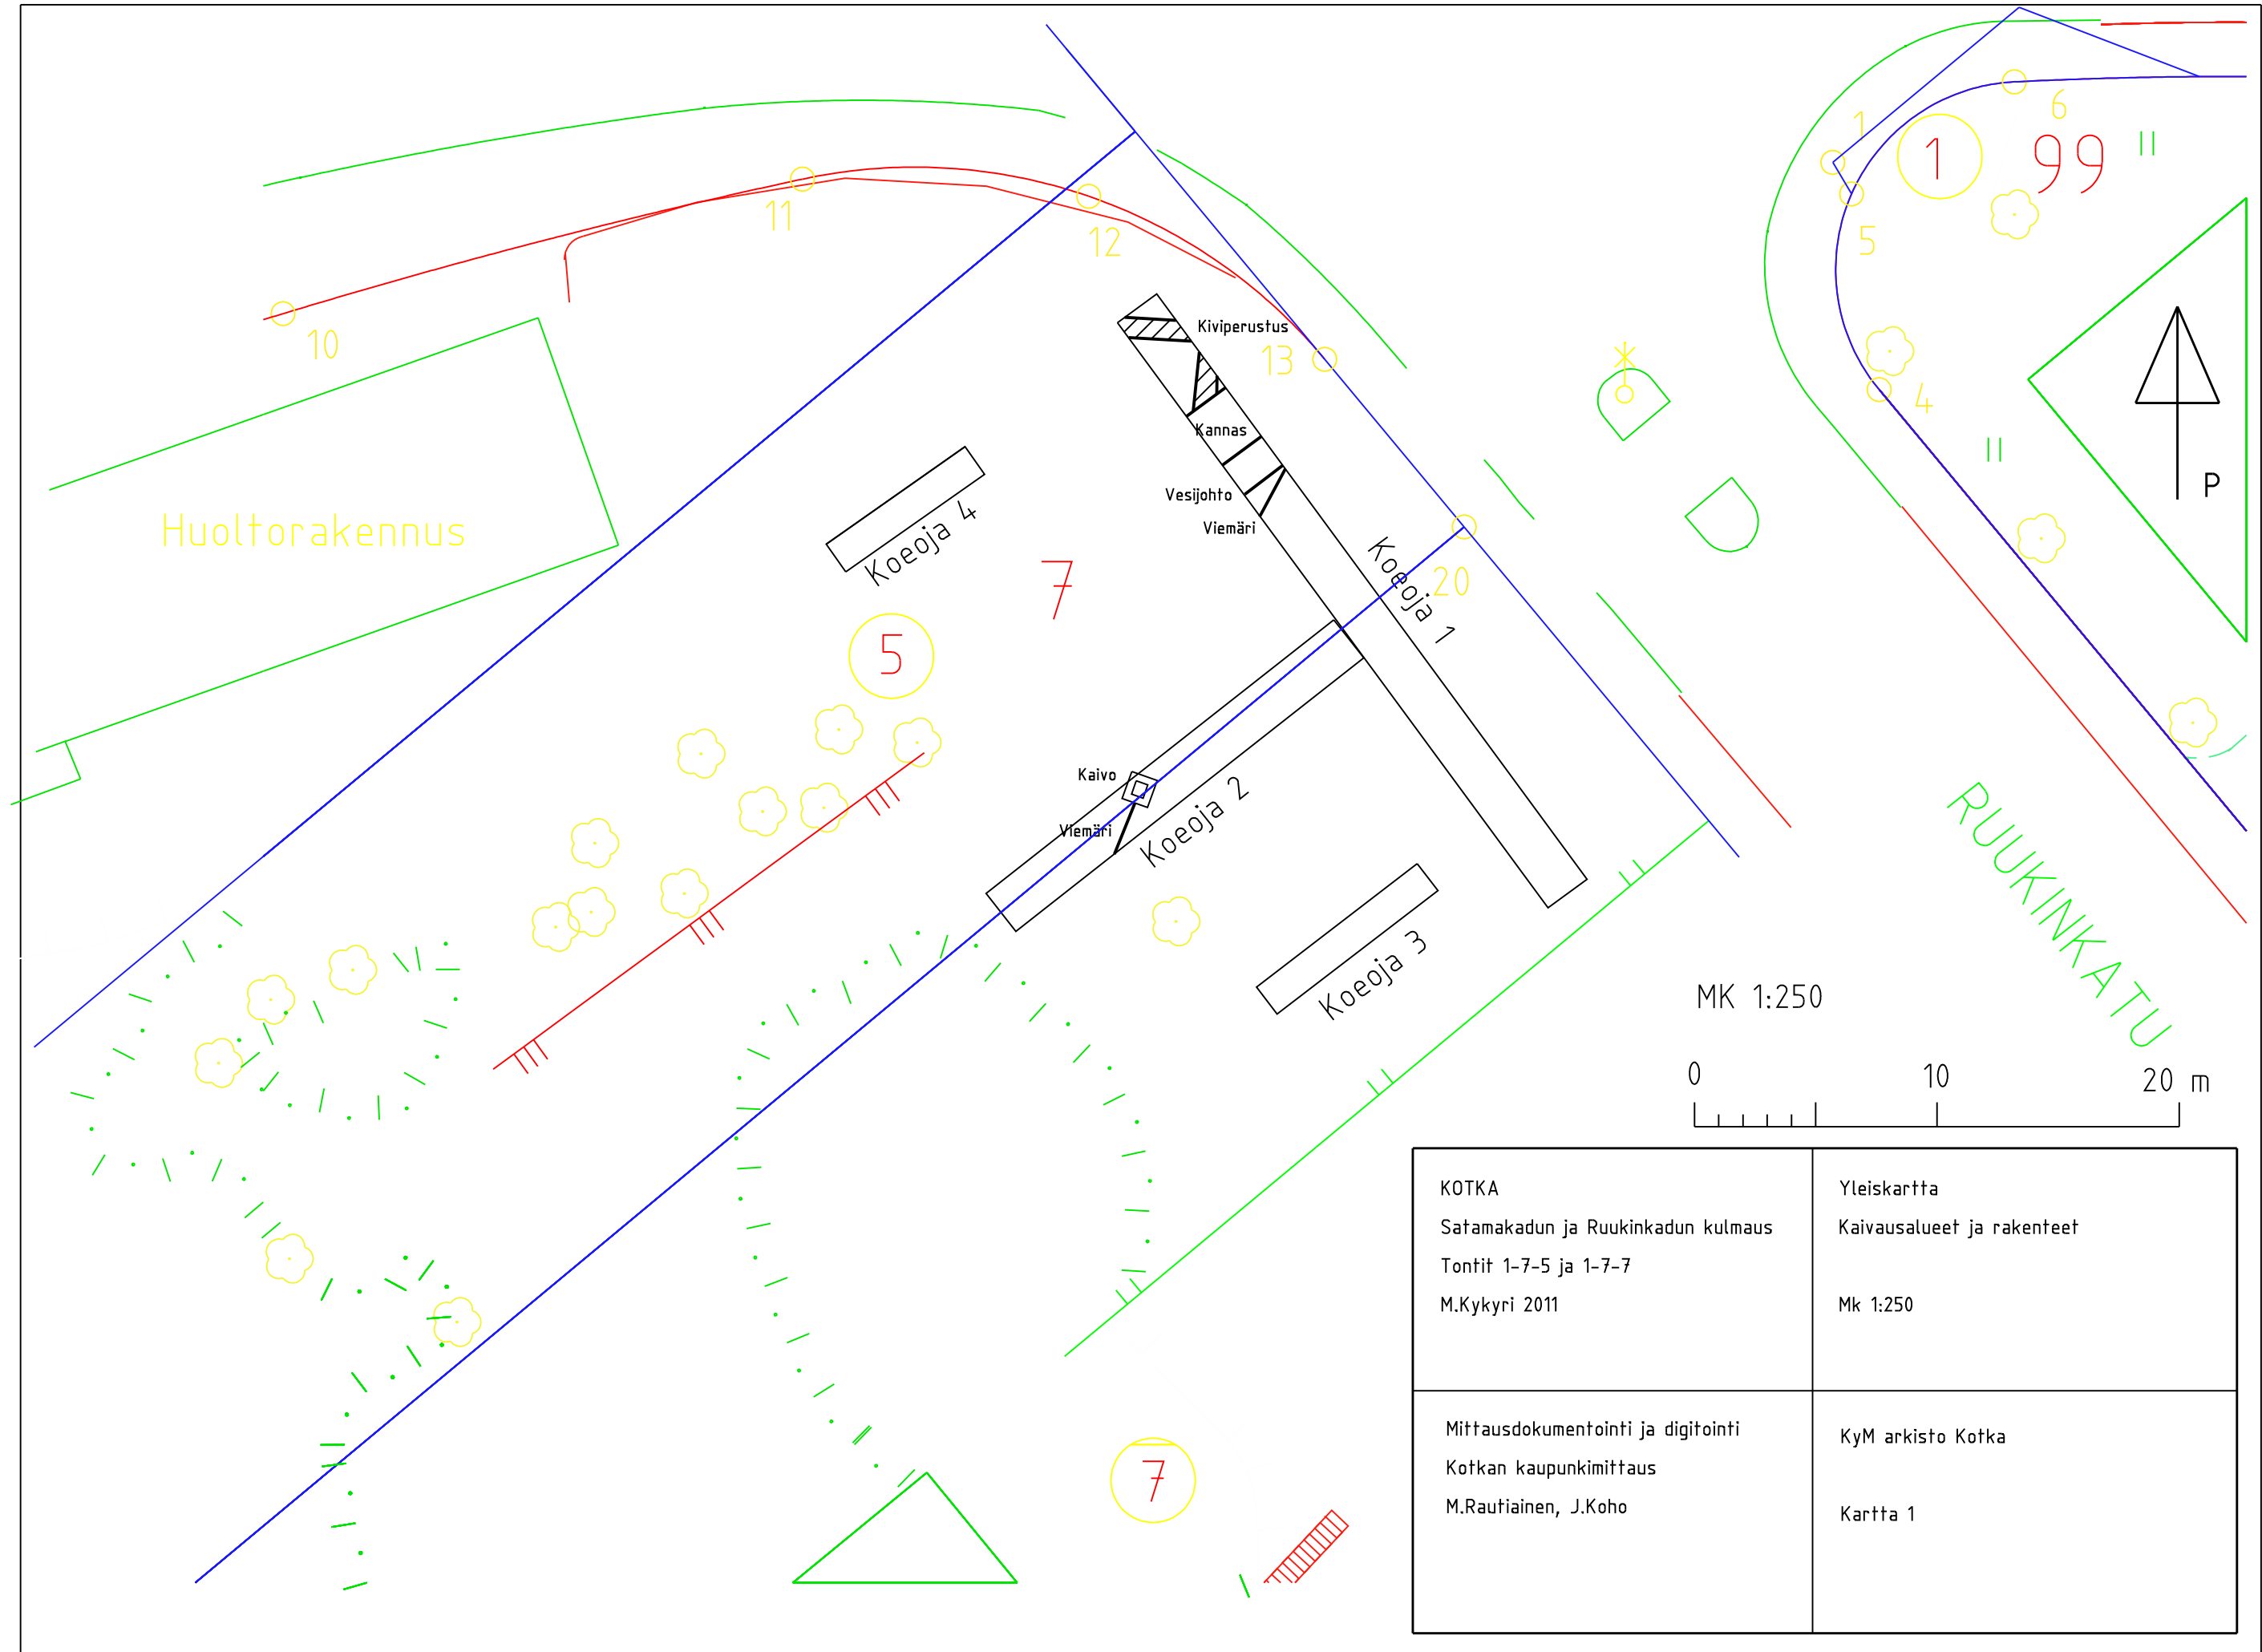 6
1
1
99
5
11
12
10
Kiviperustus
13
4
Kannas
P
Vesijohto
Viemäri
Huoltorakennus
Koeoja 4
Koeoja 1
20
7
5
Kaivo
Viemäri
Koeoja 2
RUUKINKATU
Koeoja 3
MK 1:250
0 10 20 m
KOTKA
Satamakadun ja Ruukinkadun kulmaus
Tontit 1-7-5 ja 1-7-7
M.Kykyri 2011
Yleiskartta
Kaivausalueet ja rakenteet
Mk 1:250
Mittausdokumentointi ja digitointi
Kotkan kaupunkimittaus
M.Rautiainen, J.Koho
KyM arkisto Kotka
Kartta 1
7